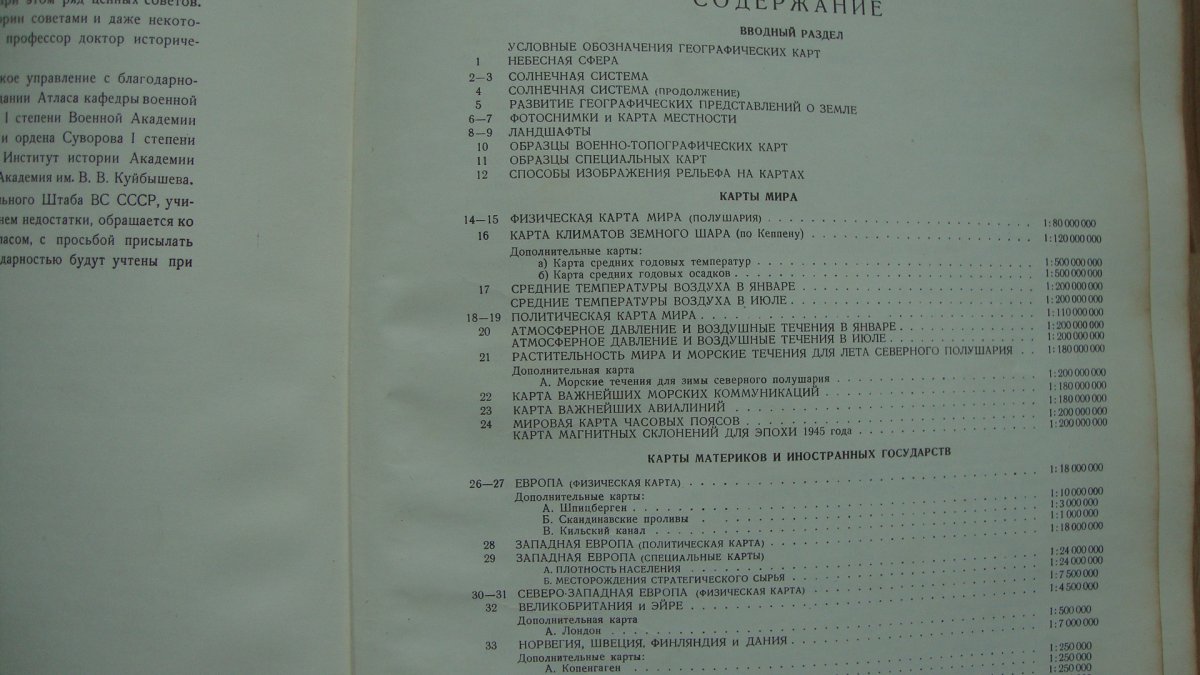 при этом ряд ценных советов.
ории советами и даже некото-
профессор доктор историче-
кое управление с благодарно-
дании Атласа кафедры военной
I степени Военной Академии
и ордена Суворова I степени
Институт истории Академии
Академия им. В. В. Куйбышева.
льного Штаба ВС СССР, учи-
нем недостатки, обращается ко
ласом, с просьбой присылать
дарностью будут учтены при
СОДЕРЖАНИЕ
ВВОДНЫЙ РАЗДЕЛ
УСЛОВНЫЕ ОБОЗНАЧЕНИЯ ГЕОГРАФИЧЕСКИХ КАРТ
1 НЕБЕСНАЯ СФЕРА
2—3 СОЛНЕЧНАЯ СИСТЕМА
4 СОЛНЕЧНАЯ СИСТЕМА (ПРОДОЛЖЕНИЕ)
5 РАЗВИТИЕ ГЕОГРАФИЧЕСКИХ ПРЕДСТАВЛЕНИЙ О ЗЕМЛЕ
6—7 ФОТОСНИМКИ и КАРТА МЕСТНОСТИ
8—9 ЛАНДШАФТЫ
10 ОБРАЗЦЫ ВОЕННО-ТОПОГРАФИЧЕСКИХ КАРТ
11 ОБРАЗЦЫ СПЕЦИАЛЬНЫХ КАРТ
12 СПОСОБЫ ИЗОБРАЖЕНИЯ РЕЛЬЕФА НА КАРТАХ
КАРТЫ МИРА
14—15 ФИЗИЧЕСКАЯ КАРТА МИРА (ПОЛУШАРИЯ) 1:80 000 000
16 КАРТА КЛИМАТОВ ЗЕМНОГО ШАРА (по Кеппену) 1:120 000 000
Дополнительные карты:
а) Карта средних годовых температур 1:500 000 000
б) Карта средних годовых осадков 1:500 000 000
17 СРЕДНИЕ ТЕМПЕРАТУРЫ ВОЗДУХА В ЯНВАРЕ 1:200 000 000
СРЕДНИЕ ТЕМПЕРАТУРЫ ВОЗДУХА В ИЮЛЕ 1:200 000 000
18—19 ПОЛИТИЧЕСКАЯ КАРТА МИРА 1:110 000 000
20 АТМОСФЕРНОЕ ДАВЛЕНИЕ И ВОЗДУШНЫЕ ТЕЧЕНИЯ В ЯНВАРЕ 1:200 000 000
АТМОСФЕРНОЕ ДАВЛЕНИЕ И ВОЗДУШНЫЕ ТЕЧЕНИЯ В ИЮЛЕ 1:200 000 000
21 РАСТИТЕЛЬНОСТЬ МИРА И МОРСКИЕ ТЕЧЕНИЯ ДЛЯ ЛЕТА СЕВЕРНОГО ПОЛУШАРИЯ 1:180 000 000
Дополнительная карта
А. Морские течения для зимы северного полушария 1:200 000 000
22 КАРТА ВАЖНЕЙШИХ МОРСКИХ КОММУНИКАЦИЙ 1:180 000 000
23 КАРТА ВАЖНЕЙШИХ АВИАЛИНИЙ 1:180 000 000
24 МИРОВАЯ КАРТА ЧАСОВЫХ ПОЯСОВ 1:200 000 000
КАРТА МАГНИТНЫХ СКЛОНЕНИЙ ДЛЯ ЭПОХИ 1945 года 1:200 000 000
КАРТЫ МАТЕРИКОВ И ИНОСТРАННЫХ ГОСУДАРСТВ
26—27 ЕВРОПА (ФИЗИЧЕСКАЯ КАРТА) 1:18 000 000
Дополнительные карты:
А. Шпицберген 1:10 000 000
Б. Скандинавские проливы 1:3 000 000
В. Кильский канал 1:1 000 000
28 ЗАПАДНАЯ ЕВРОПА (ПОЛИТИЧЕСКАЯ КАРТА) 1:18 000 000
29 ЗАПАДНАЯ ЕВРОПА (СПЕЦИАЛЬНЫЕ КАРТЫ)
А. ПЛОТНОСТЬ НАСЕЛЕНИЯ 1:24 000 000
Б. МЕСТОРОЖДЕНИЯ СТРАТЕГИЧЕСКОГО СЫРЬЯ 1:24 000 000
30—31 СЕВЕРО-ЗАПАДНАЯ ЕВРОПА (ФИЗИЧЕСКАЯ КАРТА) 1:7 500 000
32 ВЕЛИКОБРИТАНИЯ и ЭЙРЕ 1:4 500 000
Дополнительная карта
А. Лондон 1:500 000
33 НОРВЕГИЯ, ШВЕЦИЯ, ФИНЛЯНДИЯ и ДАНИЯ 1:7 000 000
Дополнительные карты:
А. Копенгаген 1:250 000
1:250 000
1:250 000